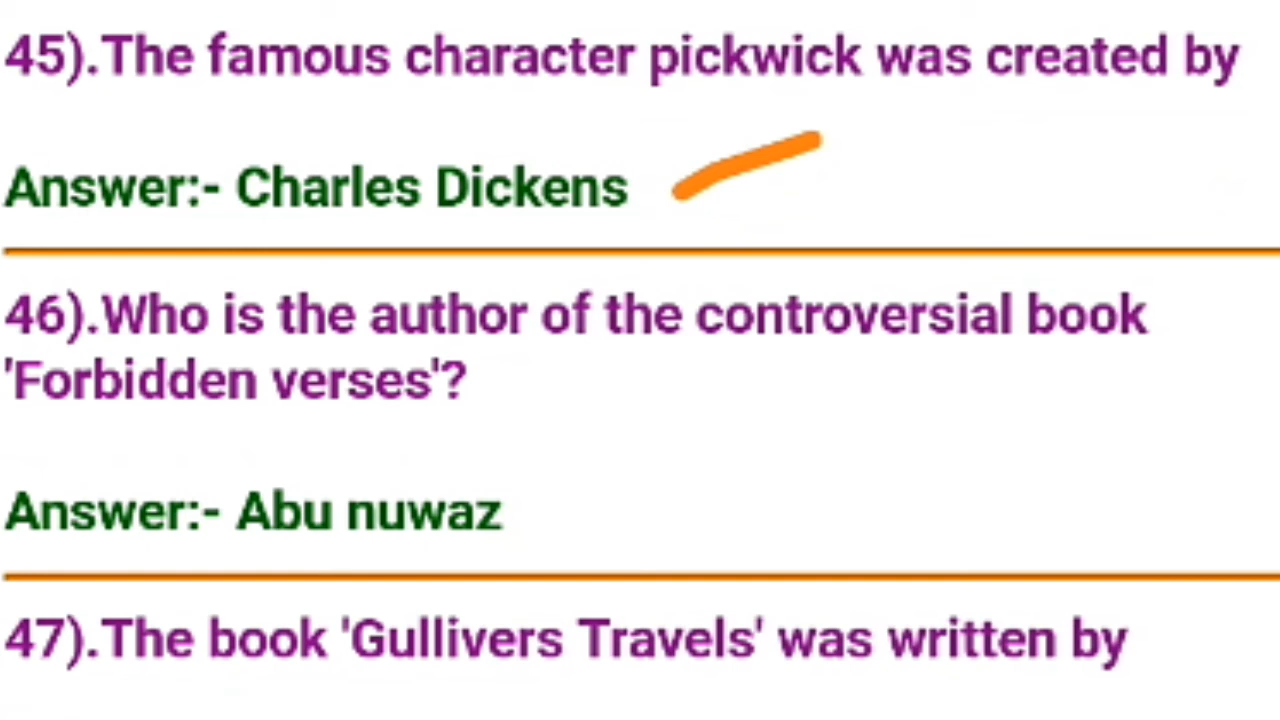 45).The famous character pickwick was created by
Answer:- Charles Dickens
46).Who is the author of the controversial book
'Forbidden verses'?
Answer:- Abu nuwaz
47).The book 'Gullivers Travels' was written by